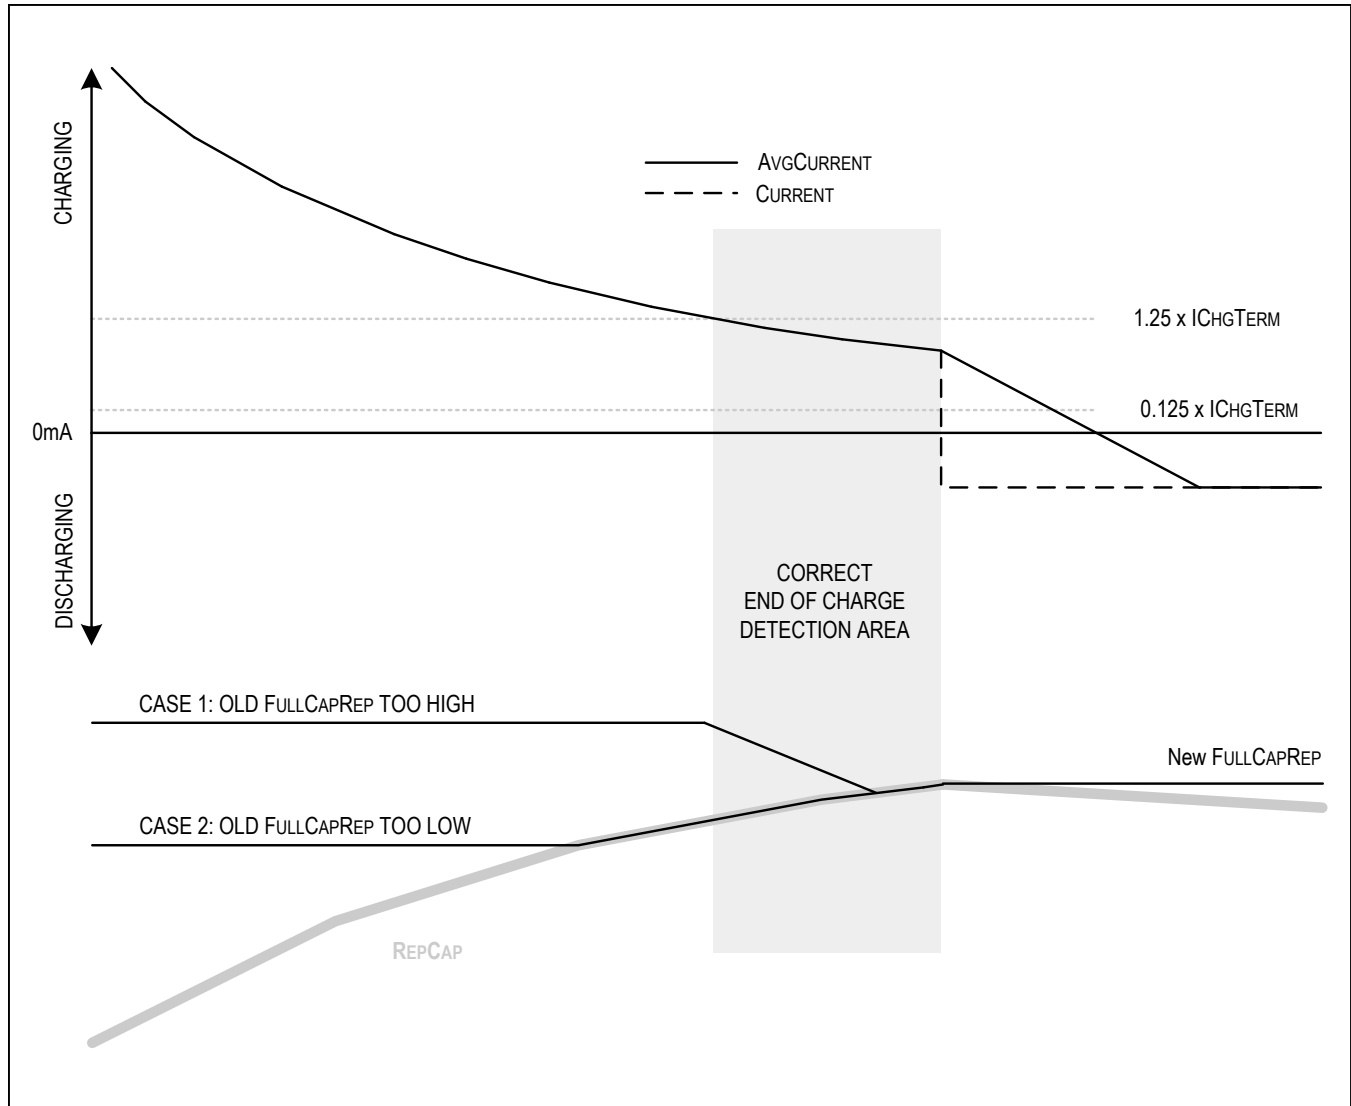 CHARGING
AVGCURRENT
CURRENT
1.25 x ICHGTERM
0.125 x ICHGTERM
0mA
DISCHARGING
CORRECT
END OF CHARGE
DETECTION AREA
CASE 1: OLD FULLCAPREP TOO HIGH
New FULLCAPREP
CASE 2: OLD FULLCAPREP TOO LOW
REPCAP